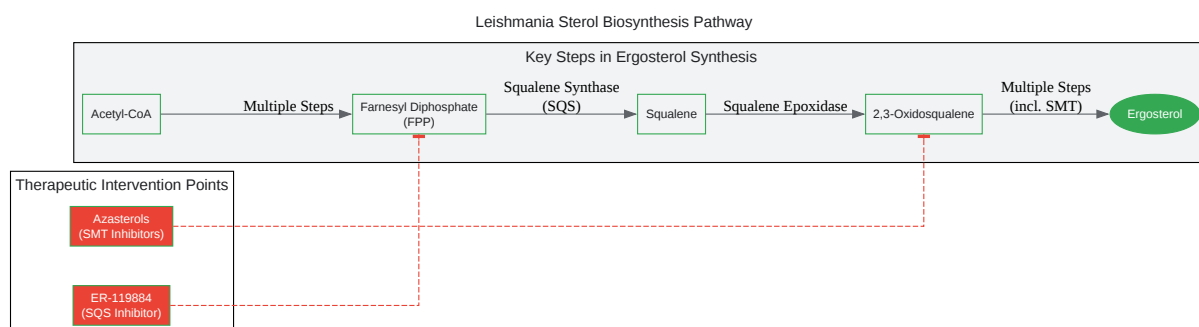 Leishmania Sterol Biosynthesis Pathway
Key Steps in Ergosterol Synthesis
Acetyl-CoA
Multiple Steps
Farnesyl Diphosphate
(FPP)
Squalene Synthase
(SQS)
Squalene
Squalene Epoxidase
2,3-Oxidosqualene
Multiple Steps
(incl. SMT)
Ergosterol
Therapeutic Intervention Points
Azasterols
(SMT Inhibitors)
ER-119884
(SQS Inhibitor)